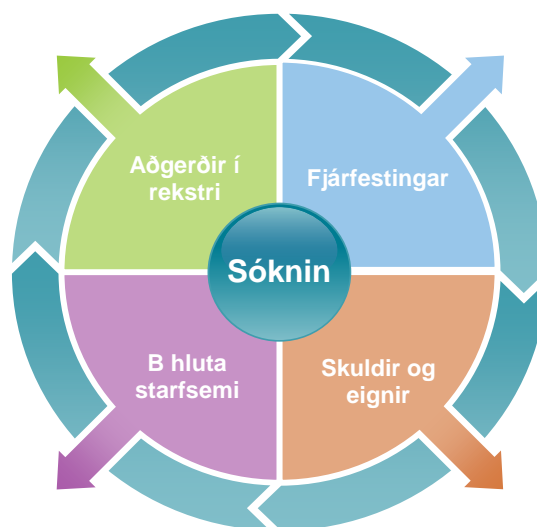 Aðgerðir í
rekstri
Fjárfestingar
Sóknin
B hluta
starfsemi
Skuldir og
eignir